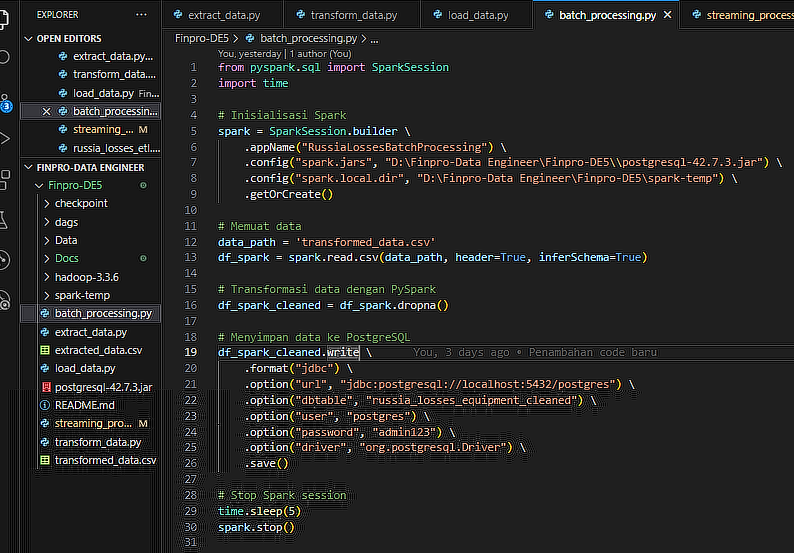 EXPLORER ...
extract_data.py transform_data.py load_data.py batch_processing.py × streaming_process
Finpro-DE5 > batch_processing.py > ...
OPEN EDITORS
extract_data.py...
transform_data....
load_data.py Fin...
× batch_processin...
streaming_... M
russia_losses_etl...
FINPRO-DATA ENGINEER
Finpro-DE5
checkpoint
dags
Data
Docs
hadoop-3.3.6
spark-temp
batch_processing.py
extract_data.py
extracted_data.csv
load_data.py
postgresql-42.7.3.jar
README.md
streaming_pro... M
transform_data.py
transformed_data.csv
3
You, yesterday | 1 author (You)
1 from pyspark.sql import SparkSession
2 import time
3
4 # Inisialisasi Spark
5 spark = SparkSession.builder \
6 .appName("RussiaLossesBatchProcessing") \
7 .config("spark.jars", "D:\Finpro-Data Engineer\Finpro-DE5\\postgresql-42.7.3.jar") \
8 .config("spark.local.dir", "D:\Finpro-Data Engineer\Finpro-DE5\spark-temp") \
9 .getOrCreate()
10
11 # Memuat data
12 data_path = 'transformed_data.csv'
13 df_spark = spark.read.csv(data_path, header=True, inferSchema=True)
14
15 # Transformasi data dengan PySpark
16 df_spark_cleaned = df_spark.dropna()
17
18 # Menyimpan data ke PostgreSQL
19 df_spark_cleaned.write \ You, 3 days ago • Penambahan code baru
20 .format("jdbc") \
21 .option("url", "jdbc:postgresql://localhost:5432/postgres") \
22 .option("dbtable", "russia_losses_equipment_cleaned") \
23 .option("user", "postgres") \
24 .option("password", "admin123") \
25 .option("driver", "org.postgresql.Driver") \
26 .save()
27
28 # Stop Spark session
29 time.sleep(5)
30 spark.stop()
31